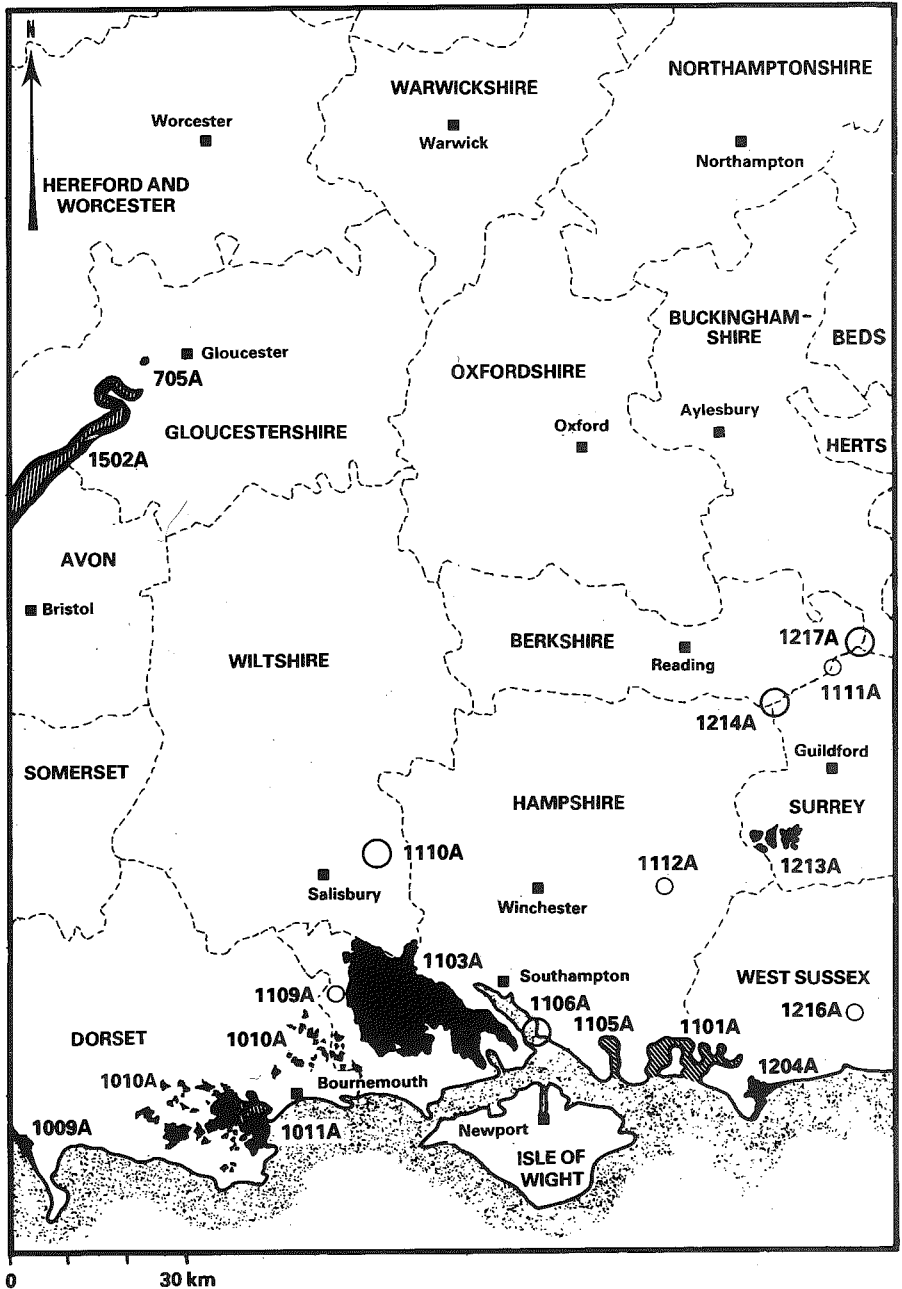 N
WARWICKSHIRE
Warwick
NORTHAMPTONSHIRE
Northampton
Worcester
HEREFORD AND
WORCESTER
Gloucester
705A
GLOUCESTERSHIRE
1502A
OXFORDSHIRE
Oxford
BUCKINGHAM-
SHIRE
Aylesbury
BEDS
HERTS
AVON
Bristol
WILTSHIRE
BERKSHIRE
Reading
1217A
1111A
1214A
Guildford
SURREY
1213A
SOMERSET
HAMPSHIRE
1110A
Salisbury
1112A
Winchester
1103A
Southampton
1109A
1106A
1105A
1101A
WEST SUSSEX
1216A
1204A
DORSET
1010A
1010A
Bournemouth
1011A
1009A
Newport
ISLE OF
WIGHT
0 30 km